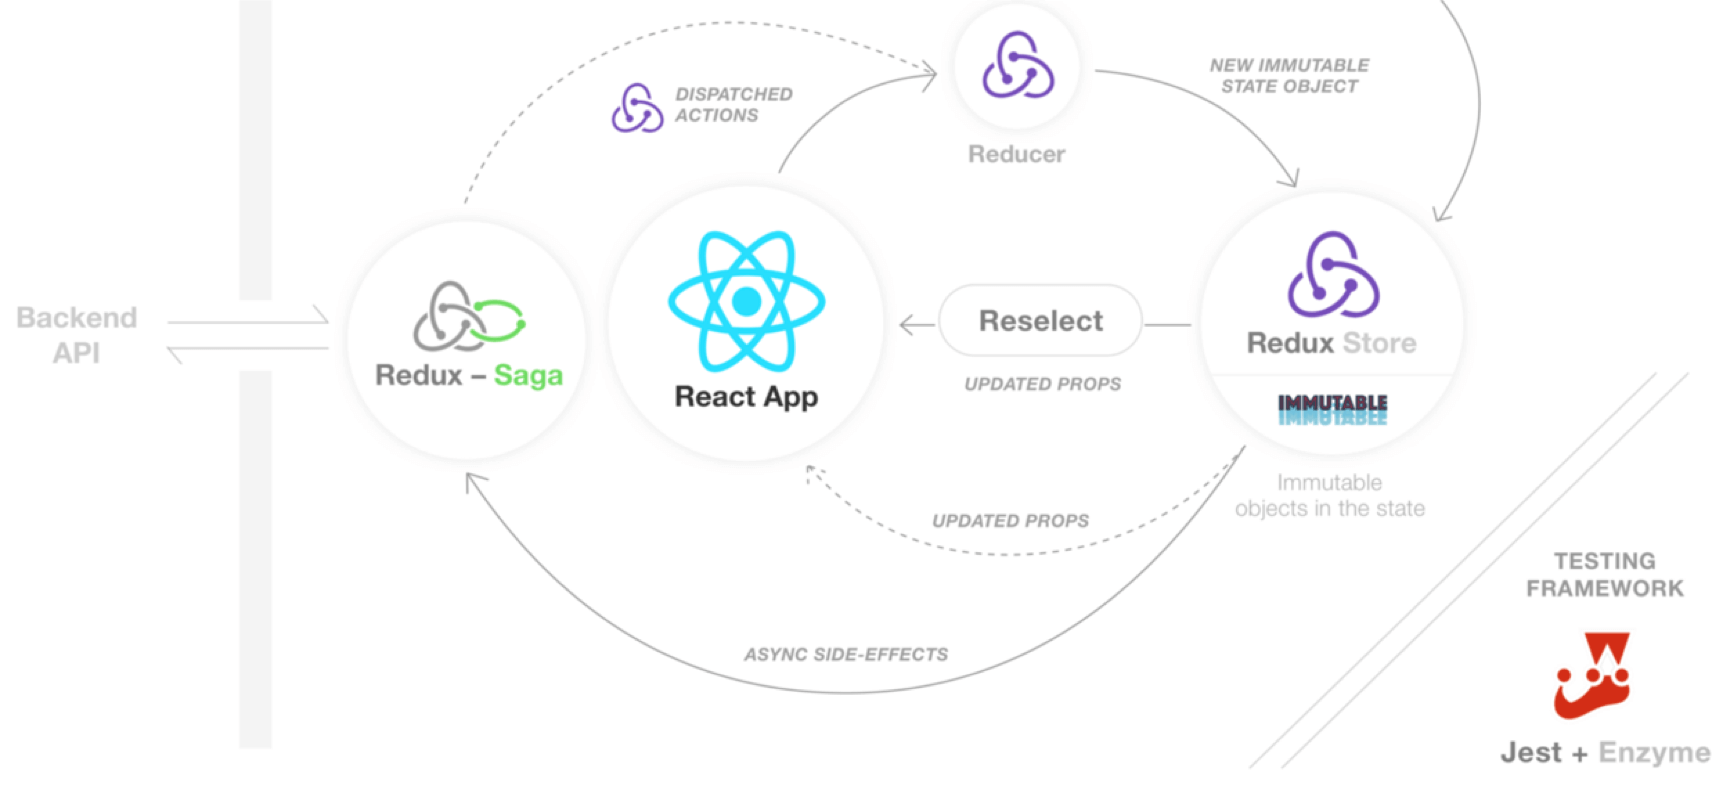 DISPATCHED
ACTIONS
NEW IMMUTABLE
STATE OBJECT
Reducer
Backend
API
Redux – Saga
React App
Reselect
UPDATED PROPS
Redux Store
IMMUTABLE
Immutable
objects in the state
UPDATED PROPS
ASYNC SIDE-EFFECTS
TESTING
FRAMEWORK
Jest + Enzyme